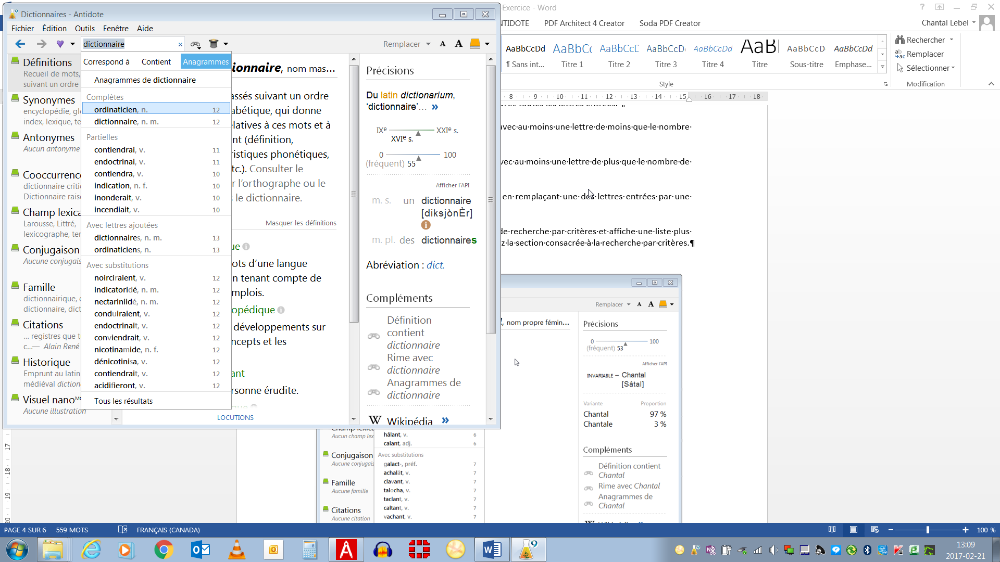 Dictionnaires - Antidote
Fichier Édition Outils Fenêtre Aide
dictionnaire
Remplacer A A
Définitions
Recueil de mots,
suivant un ordre
Synonymes
encyclopédie,
index, lexique,
Antonymes
Aucun antonyme
Cooccurrenc
dictionnaire criti
Dictionnaire rais
Champ lexica
Larousse, Littré,
lexicographe,
Conjugaison
Aucune conjugais
Famille
dictionnairique,
dictionnaire, dict
Citations
... registres que t
c...— Alain René
Historique
Emprunt au latin
médiéval diction
Visuel nano
Aucune illustration
Correspond à Contient Anagrammes
Anagrammes de dictionnaire
Complètes
ordinaticien, n. 12
dictionnaire, n. m. 12
Partielles
contiendrai, v. 11
endoctrinai, v. 11
contiendra, v. 10
indication, n. f. 10
inonderait, v. 10
incendiait, v. 10
Avec lettres ajoutées
dictionnaires, n. m. 13
ordinaticiens, n. 13
Avec substitutions
noirciraient, v. 12
indicatoridé, n. m. 12
nectariniidé, n. m. 12
conduiraient, v. 12
endoctrinait, v. 12
conviendrait, v. 12
nicotinamide, n. f. 12
dénicotinisa, v. 12
contiendrait, v. 12
acidifieront, v. 12
Tous les résultats
tionnaire, nom mas...
assés suivant un ordre
abétique, qui donne
elatives à ces mots et à
nt (définition,
ristiques phonétiques,
tc.). Consulter le
r l’orthographe ou le
s le dictionnaire.
Masquer les définitions
ue
ots d’une langue
n tenant compte de
mplois.
opédique
développements sur
ncepts et les
ant
rsonne érudite.
LOCUTIONS
Précisions
Du latin dictionarium,
‘dictionnaire’... »
IXe XXIe s.
XVIe s.
0 100
(fréquent) 55
Afficher l’API
m. s. un dictionnaire
[diksjònÈr]
m. pl. des dictionnaires
Abréviation : dict.
Compléments
Définition
contient
dictionnaire
Rime avec
dictionnaire
Anagrammes de
dictionnaire
W Wikipédia »
Exercice - Word
NTIDOTE PDF Architect 4 Creator Soda PDF Creator
Chantal Lebel
AaBbCcDd AaBbCc AaBbCcD AaBbCcD AaBbCcDd AaBl AaBbCcD AaBbCcDd
¶ Sans int... Titre 1 Titre 2 Titre 3 Titre 4 Titre Sous-titre Emphase...
Style
Rechercher
Remplacer
Sélectionner
Modification
8 9 10 11 12 13 14 15 16 17 18
avec·toutes·les·lettres·entrées.·¶
avec·au·moins·une·lettre·de·moins·que·le·nombre·
vec·au·moins·une·lettre·de·plus·que·le·nombre·de·
en·remplaçant·une·des·lettres·entrées·par·une·
de·recherche·par·critères·et·affiche·une·liste·plus·
z·la·section·consacrée·à·la·recherche·par·critères.¶
Remplacer A A
, nom propre fémin...
Précisions
0 100
(fréquent) 53
Afficher l’API
INVARIABLE – Chantal
[Sâtal]
Variante Proportion
Chantal 97 %
Chantale 3 %
Compléments
Définition contient
Chantal
Rime avec Chantal
Anagrammes de
Chantal
Aucun champ lex
Conjugaison
Aucune conjugais
Famille
Aucune famille
Citations
Aucune citation
hâlant, v. 6
calant, adj. 6
Avec substitutions
galact-, préf. 7
achalât, v. 7
clavant, v. 7
talocha, v. 7
taclant, v. 7
caltant, v. 7
vachant, v. 7
17
18
19
20
PAGE 4 SUR 6 559 MOTS FRANÇAIS (CANADA)
100 %
13:09
2017-02-21